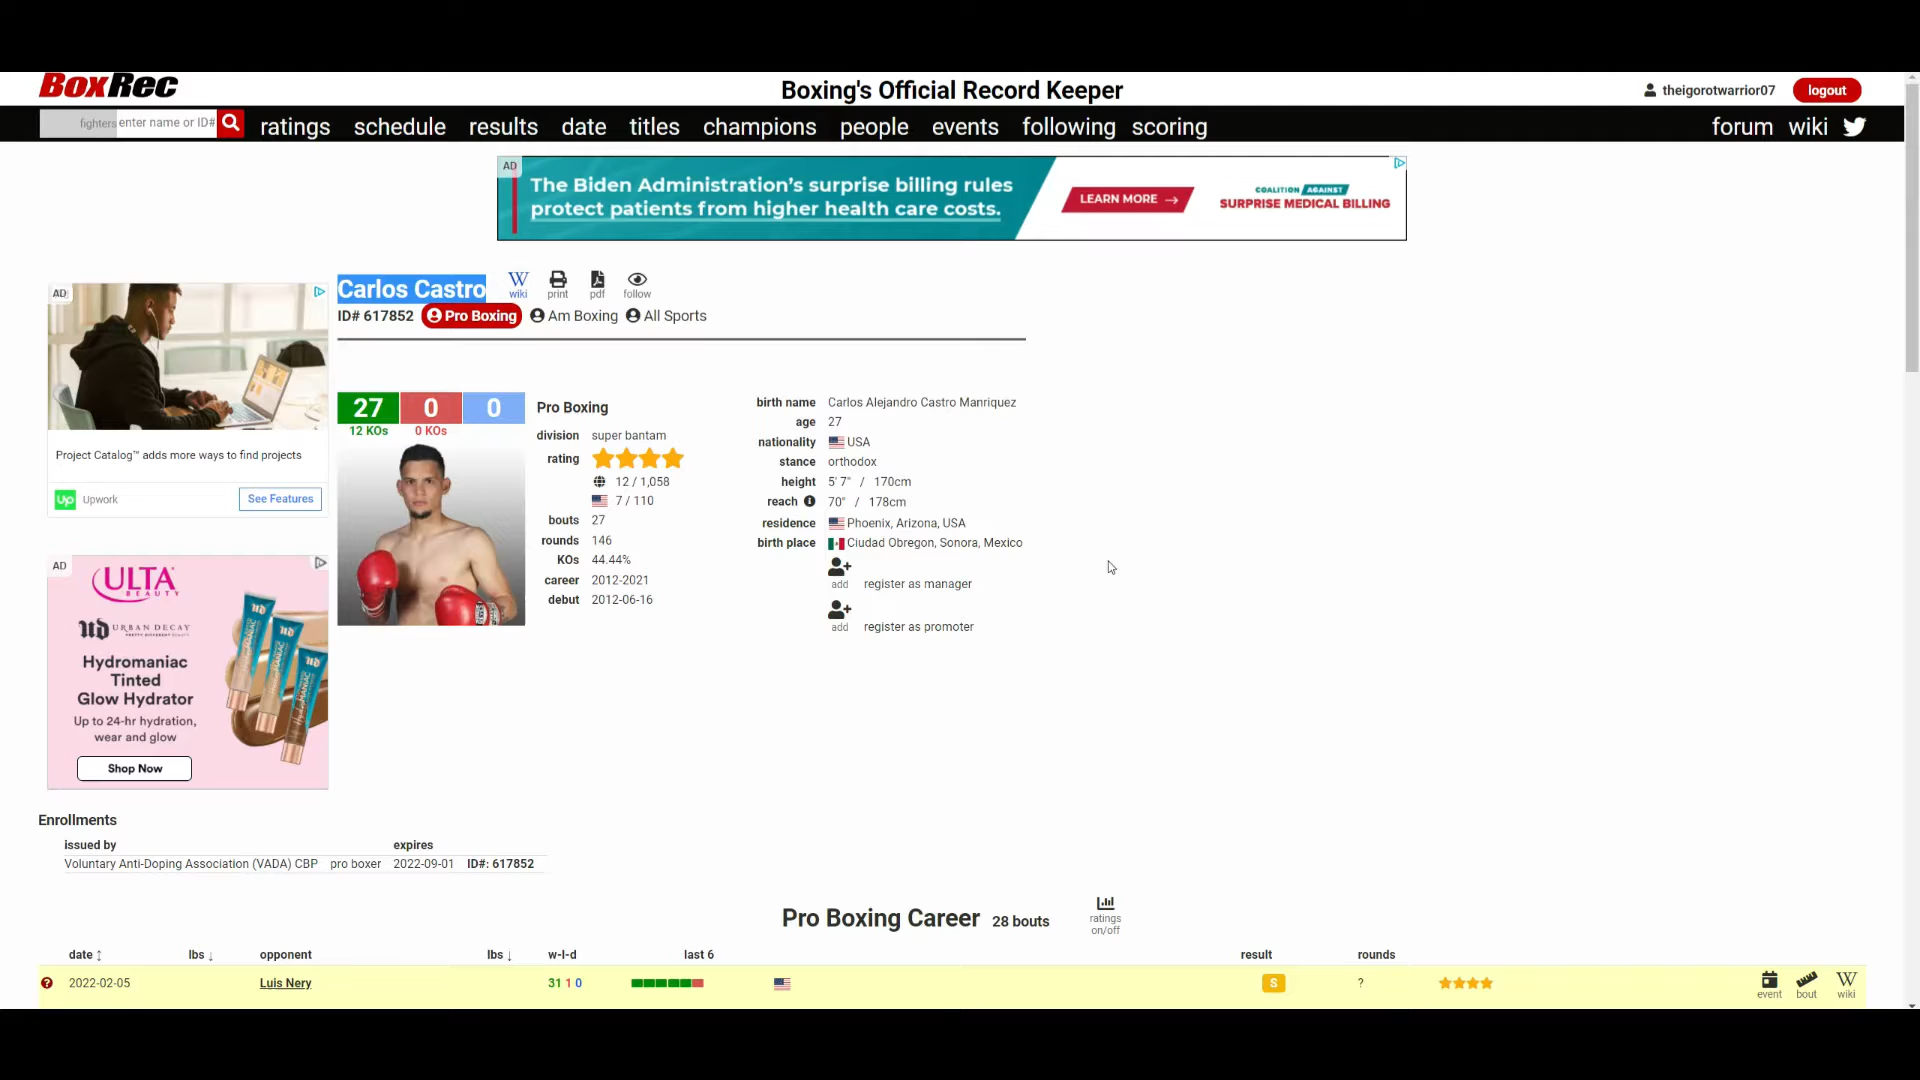 BoxRec
Boxing's Official Record Keeper
theigorotwarrior07
logout
fighters
enter name or ID#
ratings schedule results date titles champions people events following scoring
forum wiki
AD
The Biden Administration's surprise billing rules
protect patients from higher health care costs.
LEARN MORE →
COALITION AGAINST
SURPRISE MEDICAL BILLING
AD
Project Catalog™ adds more ways to find projects
Up
Upwork
See Features
Carlos Castro
W
wiki
print
pdf
follow
ID# 617852
Pro Boxing
Am Boxing
All Sports
27 0 0
12 KOs 0 KOs
Pro Boxing
division super bantam
rating
12 / 1,058
7 / 110
bouts 27
rounds 146
KOs 44.44%
career 2012-2021
debut 2012-06-16
birth name Carlos Alejandro Castro Manriquez
age 27
nationality USA
stance orthodox
height 5' 7" / 170cm
reach 70" / 178cm
residence Phoenix, Arizona, USA
birth place Ciudad Obregon, Sonora, Mexico
add register as manager
add register as promoter
AD
ULTA
BEAUTY
UD URBAN DECAY
Hydromaniac
Tinted
Glow Hydrator
Up to 24-hr hydration,
wear and glow
Shop Now
Enrollments
issued by expires
Voluntary Anti-Doping Association (VADA) CBP pro boxer 2022-09-01 ID#: 617852
Pro Boxing Career 28 bouts
ratings
on/off
date ↕ lbs ↓ opponent lbs ↓ w-l-d last 6 result rounds
2022-02-05 Luis Nery 31 1 0 S ?
event
bout
W
wiki